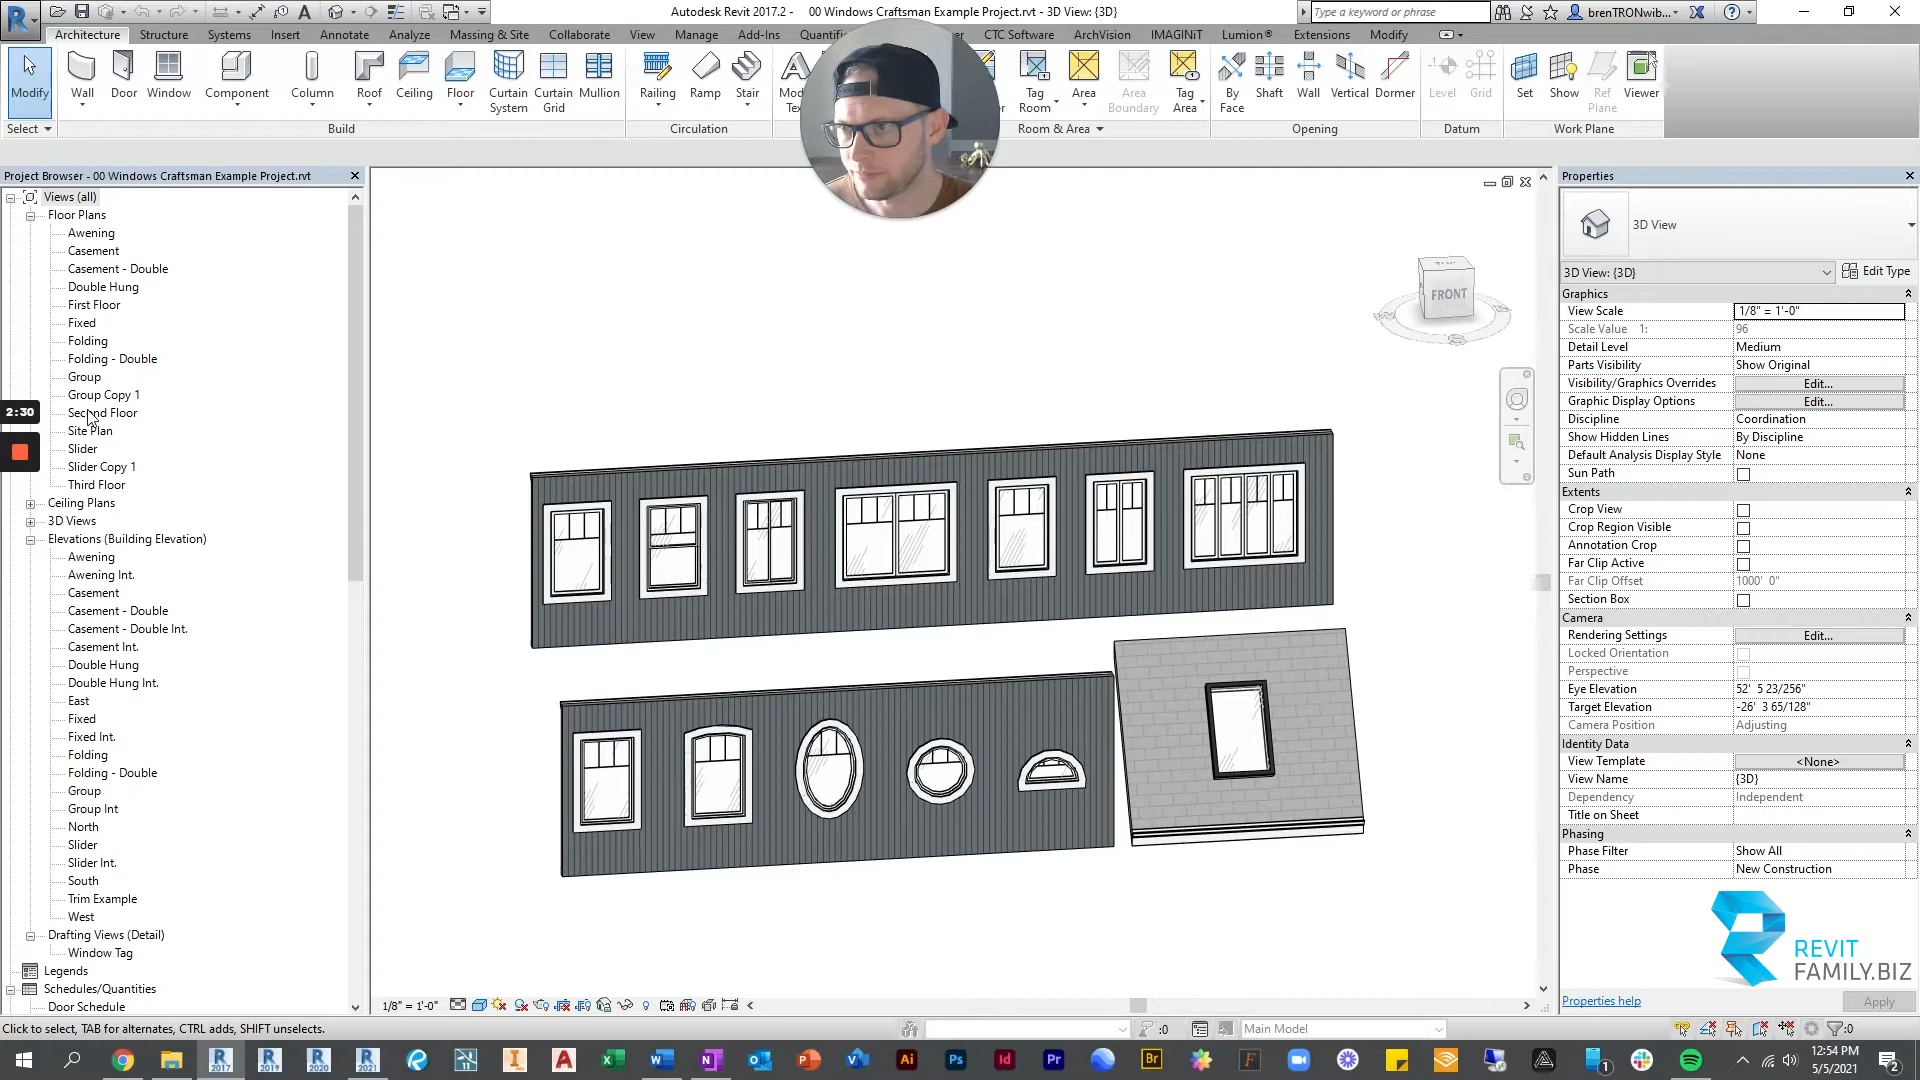 Autodesk Revit 2017.2 - 00 Windows Craftsman Example Project.rvt - 3D View: {3D}
Type a keyword or phrase
brenTRONwib...
Architecture Structure Systems Insert Annotate Analyze Massing & Site Collaborate View Manage Add-Ins Quantifi CTC Software ArchVision IMAGINiT Lumion® Extensions Modify
Modify Wall Door Window Component Column Roof Ceiling Floor Curtain System Curtain Grid Mullion Railing Ramp Stair Tag Room Area Area Boundary Tag Area By Face Shaft Wall Vertical Dormer Level Grid Set Show Ref Plane Viewer
Select Build Circulation Room & Area Opening Datum Work Plane
Project Browser - 00 Windows Craftsman Example Project.rvt
Views (all)
Floor Plans
Awening
Casement
Casement - Double
Double Hung
First Floor
Fixed
Folding
Folding - Double
Group
Group Copy 1
Second Floor
Site Plan
Slider
Slider Copy 1
Third Floor
Ceiling Plans
3D Views
Elevations (Building Elevation)
Awening
Awening Int.
Casement
Casement - Double
Casement - Double Int.
Casement Int.
Double Hung
Double Hung Int.
East
Fixed
Fixed Int.
Folding
Folding - Double
Group
Group Int
North
Slider
Slider Int.
South
Trim Example
West
Drafting Views (Detail)
Window Tag
Legends
Schedules/Quantities
Door Schedule
2:30
FRONT
Properties
3D View
3D View: {3D} Edit Type
Graphics
View Scale 1/8" = 1'-0"
Scale Value 1: 96
Detail Level Medium
Parts Visibility Show Original
Visibility/Graphics Overrides Edit...
Graphic Display Options Edit...
Discipline Coordination
Show Hidden Lines By Discipline
Default Analysis Display Style None
Sun Path
Extents
Crop View
Crop Region Visible
Annotation Crop
Far Clip Active
Far Clip Offset 1000' 0"
Section Box
Camera
Rendering Settings Edit...
Locked Orientation
Perspective
Eye Elevation 52' 5 23/256"
Target Elevation -26' 3 65/128"
Camera Position Adjusting
Identity Data
View Template <None>
View Name {3D}
Dependency Independent
Title on Sheet
Phasing
Phase Filter Show All
Phase New Construction
REVIT
FAMILY.BIZ
Properties help Apply
1/8" = 1'-0"
Click to select, TAB for alternates, CTRL adds, SHIFT unselects.
:0 Main Model :0
12:54 PM
5/5/2021